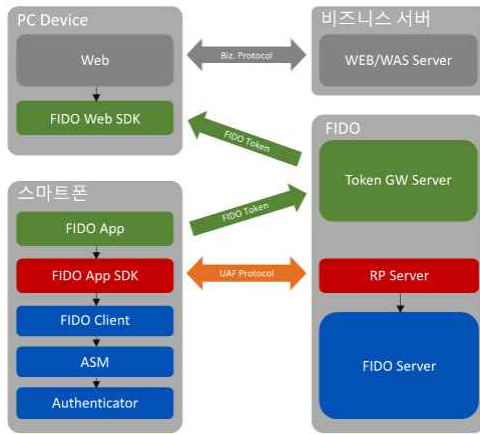 PC Device
Web
FIDO Web SDK
Biz. Protocol
비즈니스 서버
WEB/WAS Server
FIDO Token
FIDO
Token GW Server
스마트폰
FIDO App
FIDO Token
FIDO App SDK
UAF Protocol
RP Server
FIDO Client
ASM
Authenticator
FIDO Server